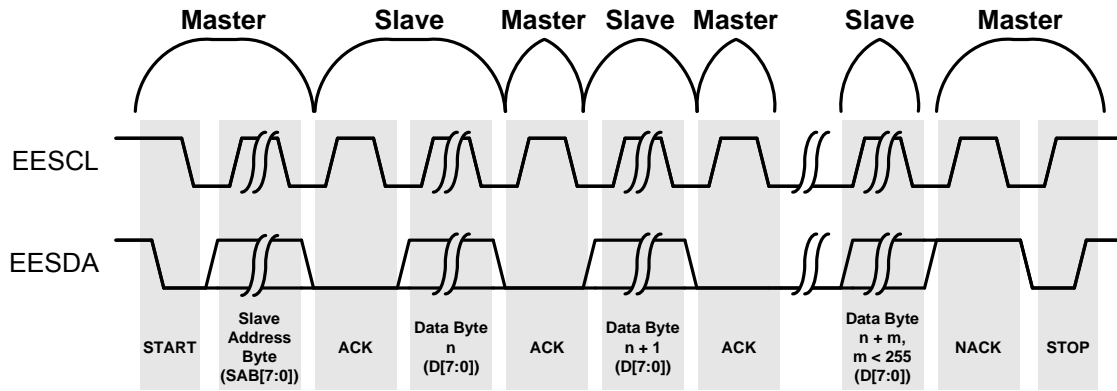 Master Slave Master Slave Master Slave Master
EESCL
EESDA
START
Slave
Address
Byte
(SAB[7:0])
ACK
Data Byte
n
(D[7:0])
ACK
Data Byte
n + 1
(D[7:0])
ACK
Data Byte
n + m,
m < 255
(D[7:0])
NACK
STOP